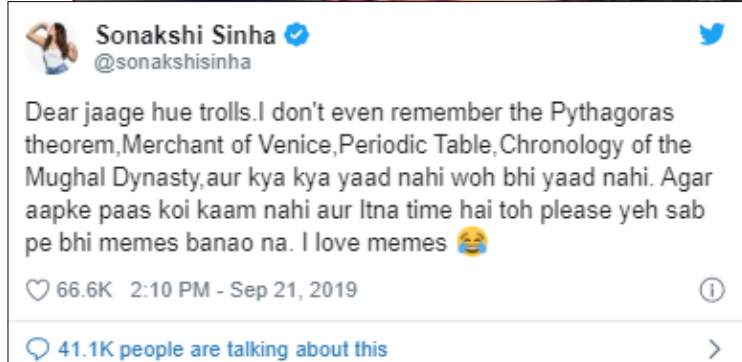 Sonakshi Sinha
@sonakshisinha
Dear jaage hue trolls.I don't even remember the Pythagoras
theorem,Merchant of Venice,Periodic Table,Chronology of the
Mughal Dynasty,aur kya kya yaad nahi woh bhi yaad nahi. Agar
aapke paas koi kaam nahi aur Itna time hai toh please yeh sab
pe bhi memes banao na. I love memes 😂
66.6K 2:10 PM - Sep 21, 2019
41.1K people are talking about this